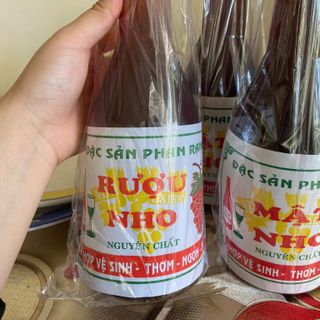 ĐẶC SẢN PHAN RAN
RƯỢU
NHO
NGUYÊN CHẤT
HỢP VỆ SINH - THƠM - NGON -
ĐẶC SẢN PHAN
MẬT
NHO
NGUYÊN CHẤT
HỢP VỆ SINH - THƠM